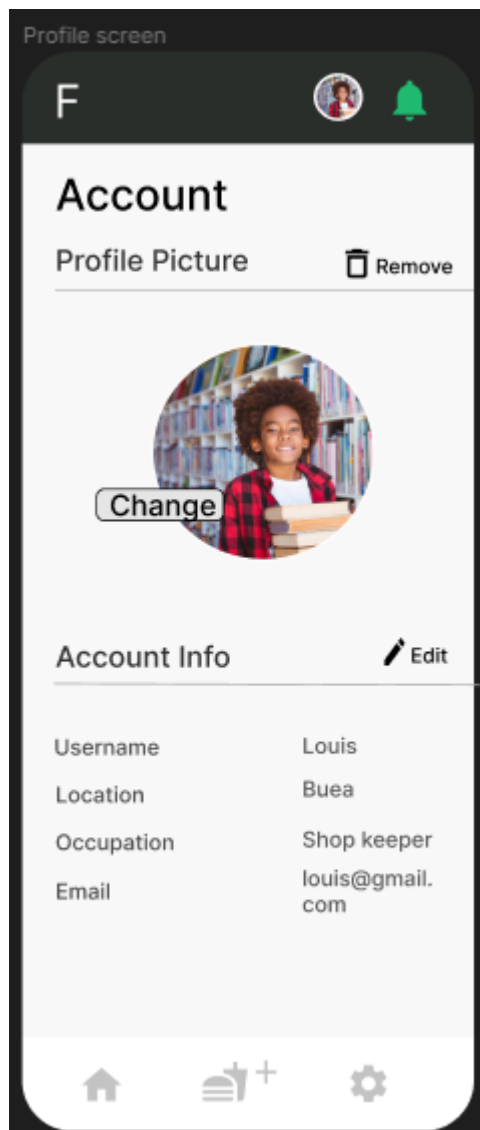 Profile screen
F
Account
Profile Picture
Remove
Change
Account Info
Edit
Username
Louis
Location
Buea
Occupation
Shop keeper
Email
louis@gmail.
com
+